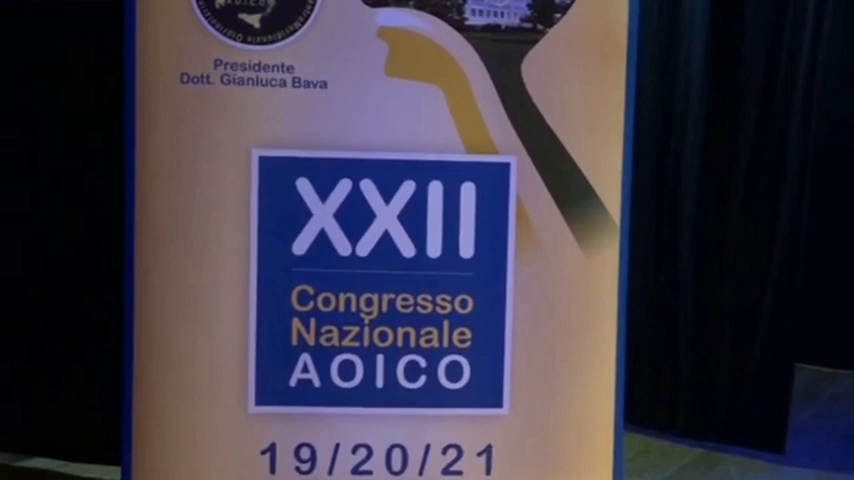 Presidente
Dott. Gianluca Bava
XXII
Congresso
Nazionale
AOICO
19/20/21